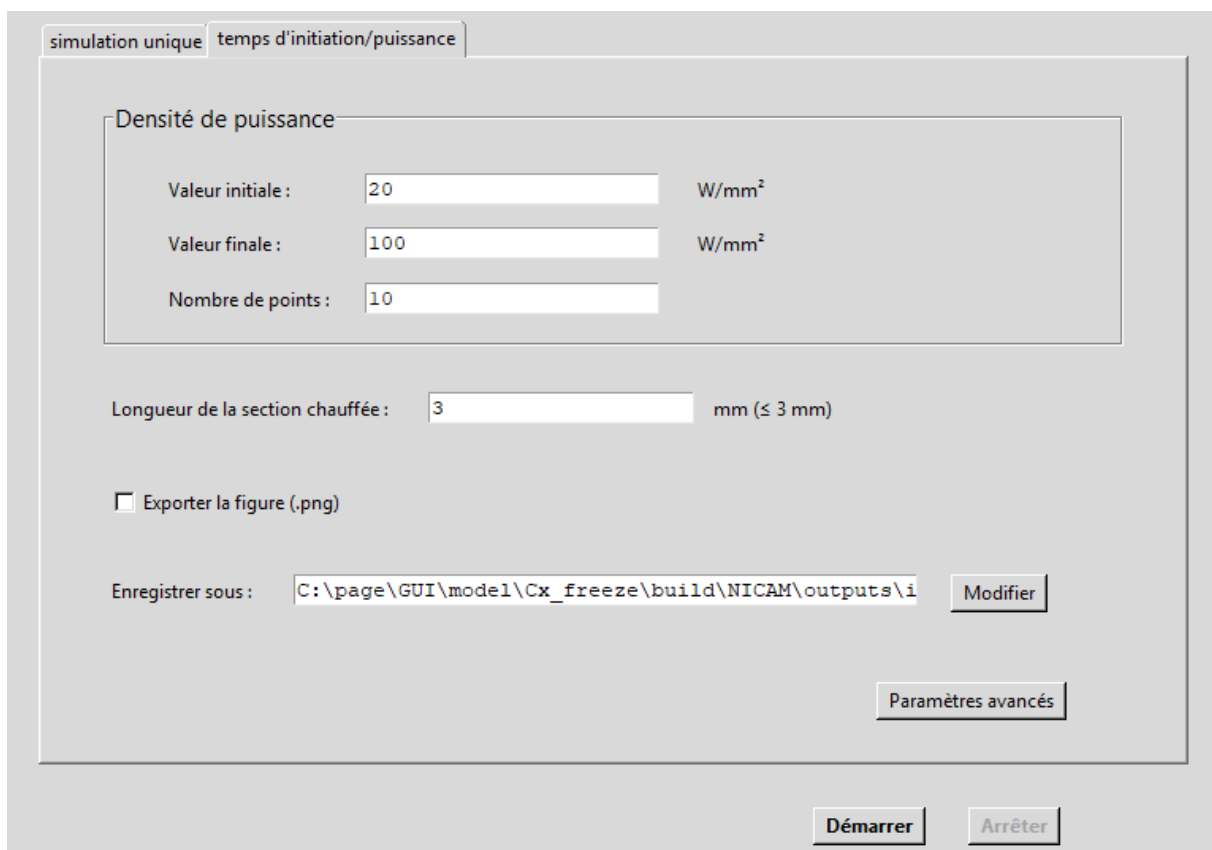 simulation unique temps d'initiation/puissance
Densité de puissance
Valeur initiale : 20 W/mm²
Valeur finale : 100 W/mm²
Nombre de points : 10
Longueur de la section chauffée : 3 mm (≤ 3 mm)
Exporter la figure (.png)
Enregistrer sous : C:\page\GUI\model\Cx_freeze\build\NICAM\outputs\i Modifier
Paramètres avancés
Démarrer Arrêter